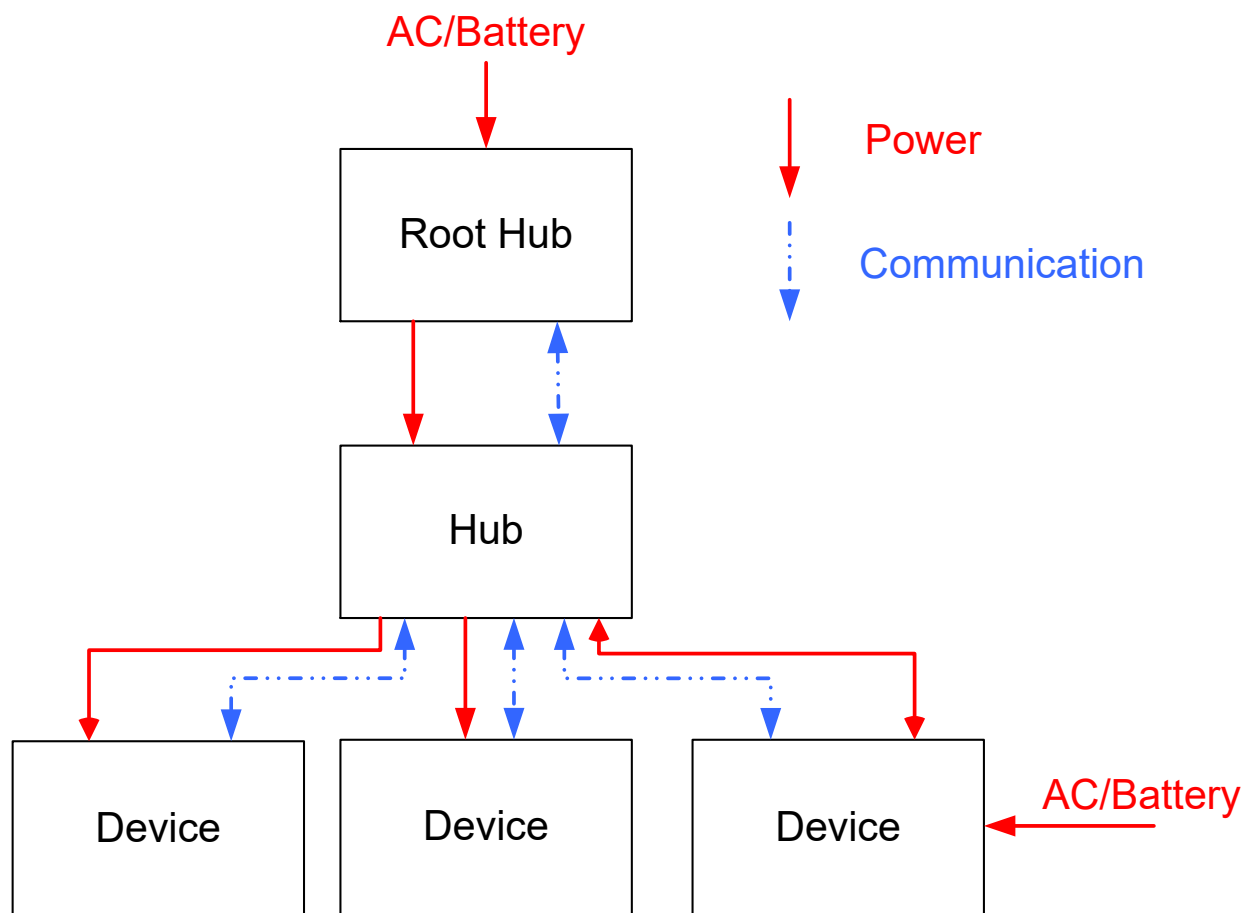 AC/Battery
Power
Root Hub
Communication
Hub
AC/Battery
Device
Device
Device